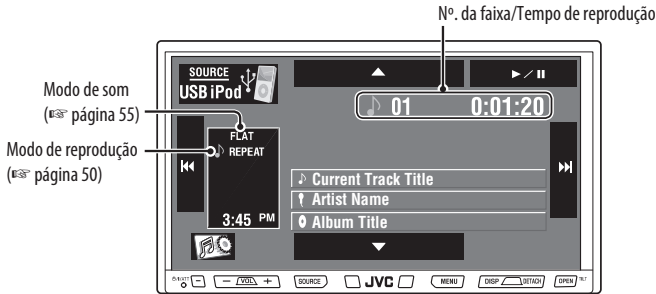 Nº. da faixa/Tempo de reprodução
Modo de som
(☞ página 55)
Modo de reprodução
(☞ página 50)
SOURCE
USB iPod
01 0:01:20
FLAT
REPEAT
Current Track Title
Artist Name
Album Title
3:45 PM
VOL
SOURCE
JVC
MENU
DISP DETACH
OPEN TILT